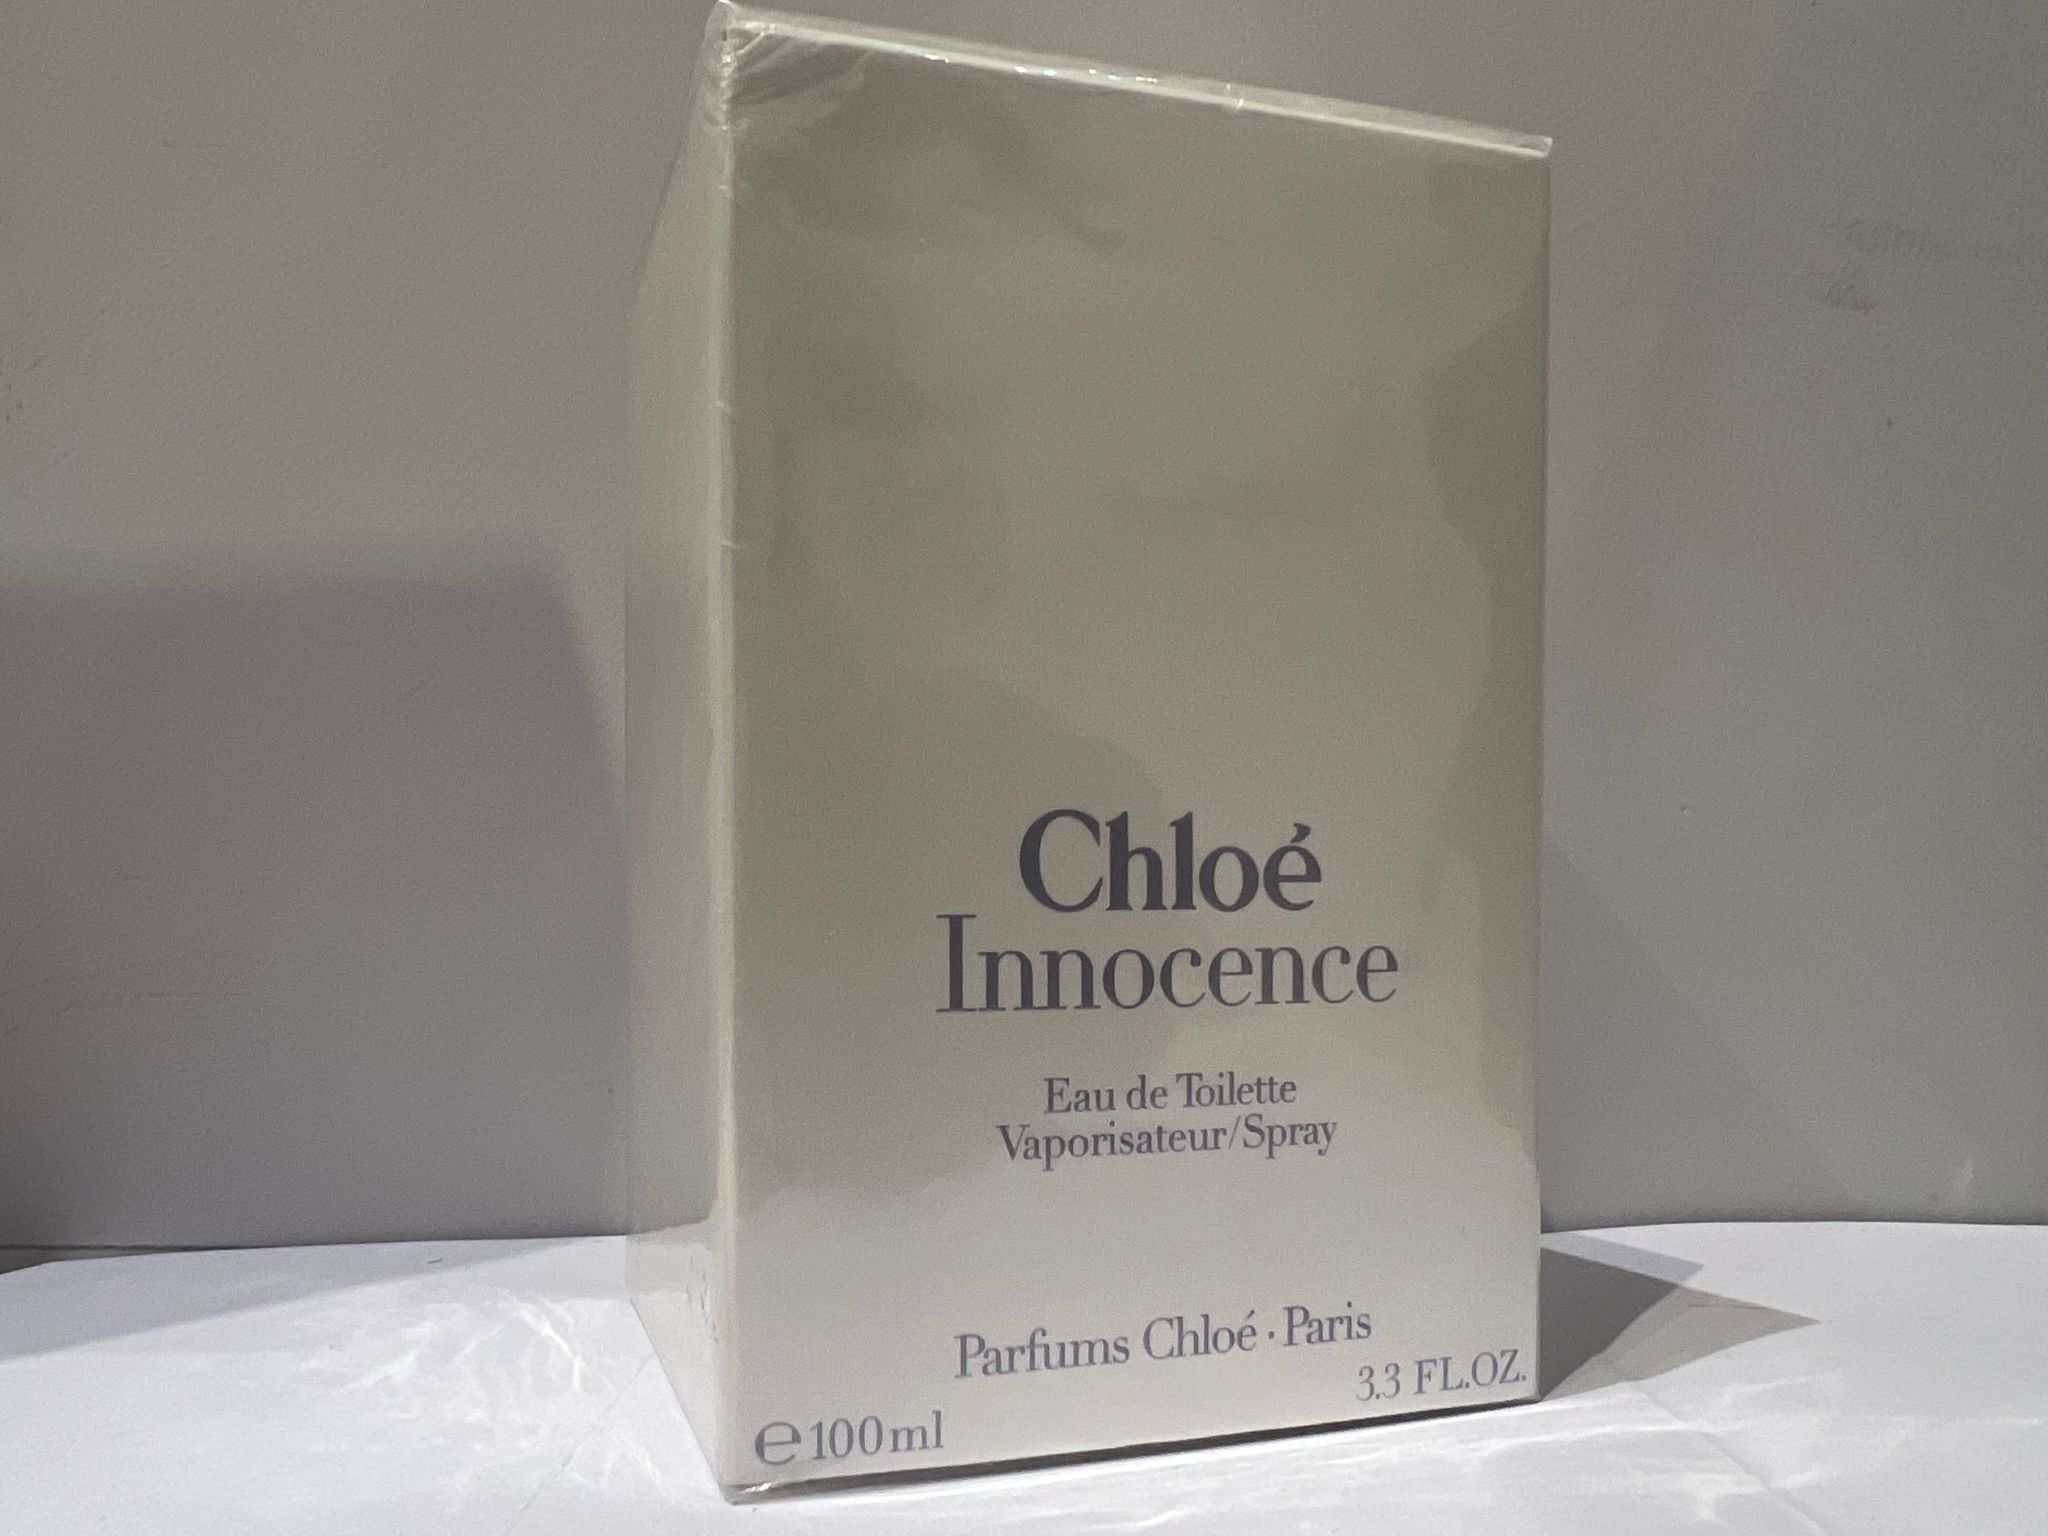 Chloé
Innocence
Eau de Toilette
Vaporisateur/Spray
Parfums Chloé·Paris
3.3 FL.OZ.
℮100ml